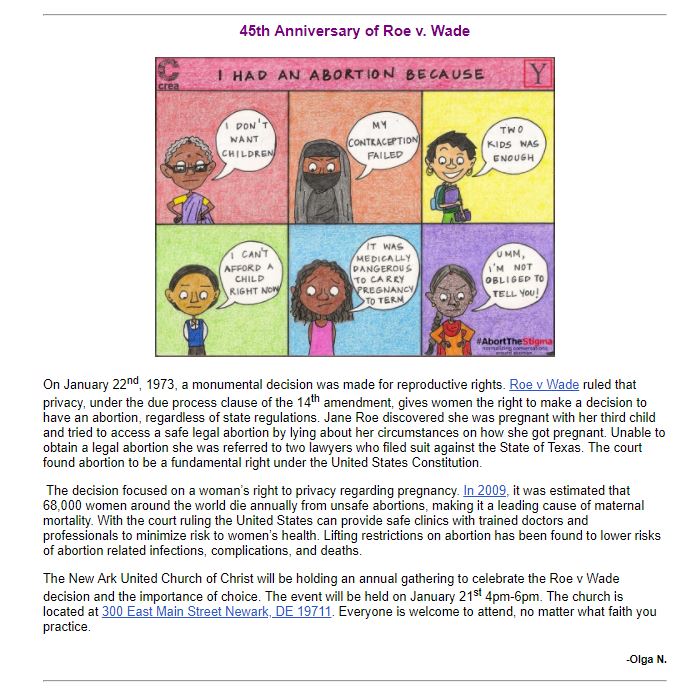 45th Anniversary of Roe v. Wade
crea
I HAD AN ABORTION BECAUSE
Y
I DON'T
WANT
CHILDREN
MY
CONTRACEPTION
FAILED
TWO
KIDS WAS
ENOUGH
I CAN'T
AFFORD A
CHILD
RIGHT NOW
IT WAS
MEDICALLY
DANGEROUS
TO CARRY
PREGNANCY
TO TERM
UMM,
I'M NOT
OBLIGED TO
TELL YOU!
#AbortTheStigma
normalizing conversations
On January 22nd, 1973, a monumental decision was made for reproductive rights. Roe v Wade ruled that
privacy, under the due process clause of the 14th amendment, gives women the right to make a decision to
have an abortion, regardless of state regulations. Jane Roe discovered she was pregnant with her third child
and tried to access a safe legal abortion by lying about her circumstances on how she got pregnant. Unable to
obtain a legal abortion she was referred to two lawyers who filed suit against the State of Texas. The court
found abortion to be a fundamental right under the United States Constitution.
The decision focused on a woman's right to privacy regarding pregnancy. In 2009, it was estimated that
68,000 women around the world die annually from unsafe abortions, making it a leading cause of maternal
mortality. With the court ruling the United States can provide safe clinics with trained doctors and
professionals to minimize risk to women's health. Lifting restrictions on abortion has been found to lower risks
of abortion related infections, complications, and deaths.
The New Ark United Church of Christ will be holding an annual gathering to celebrate the Roe v Wade
decision and the importance of choice. The event will be held on January 21st 4pm-6pm. The church is
located at 300 East Main Street Newark, DE 19711. Everyone is welcome to attend, no matter what faith you
practice.
-Olga N.